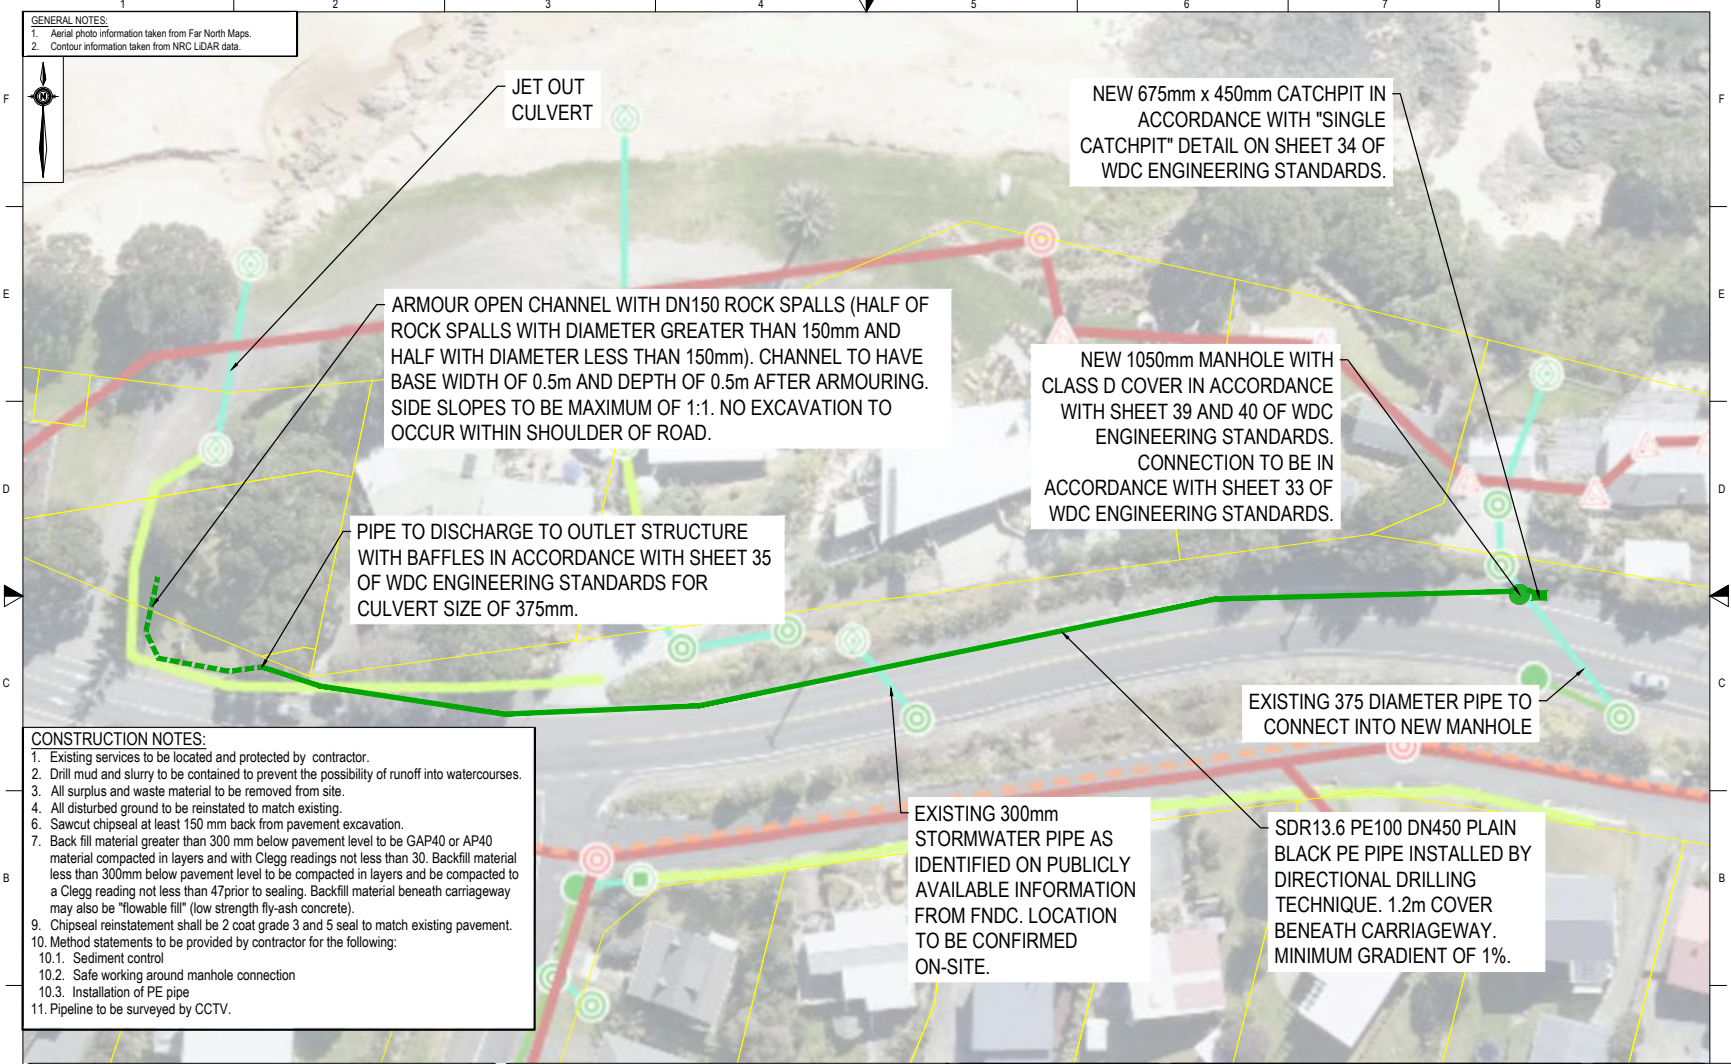 1 2 3 4 5 6 7 8
GENERAL NOTES:
1. Aerial photo information taken from Far North Maps.
2. Contour information taken from NRC LiDAR data.
N
F
F
E
E
D
D
C
C
B
B
JET OUT
CULVERT
NEW 675mm x 450mm CATCHPIT IN
ACCORDANCE WITH "SINGLE
CATCHPIT" DETAIL ON SHEET 34 OF
WDC ENGINEERING STANDARDS.
ARMOUR OPEN CHANNEL WITH DN150 ROCK SPALLS (HALF OF
ROCK SPALLS WITH DIAMETER GREATER THAN 150mm AND
HALF WITH DIAMETER LESS THAN 150mm). CHANNEL TO HAVE
BASE WIDTH OF 0.5m AND DEPTH OF 0.5m AFTER ARMOURING.
SIDE SLOPES TO BE MAXIMUM OF 1:1. NO EXCAVATION TO
OCCUR WITHIN SHOULDER OF ROAD.
NEW 1050mm MANHOLE WITH
CLASS D COVER IN ACCORDANCE
WITH SHEET 39 AND 40 OF WDC
ENGINEERING STANDARDS.
CONNECTION TO BE IN
ACCORDANCE WITH SHEET 33 OF
WDC ENGINEERING STANDARDS.
PIPE TO DISCHARGE TO OUTLET STRUCTURE
WITH BAFFLES IN ACCORDANCE WITH SHEET 35
OF WDC ENGINEERING STANDARDS FOR
CULVERT SIZE OF 375mm.
EXISTING 375 DIAMETER PIPE TO
CONNECT INTO NEW MANHOLE
CONSTRUCTION NOTES:
1. Existing services to be located and protected by contractor.
2. Drill mud and slurry to be contained to prevent the possibility of runoff into watercourses.
3. All surplus and waste material to be removed from site.
4. All disturbed ground to be reinstated to match existing.
6. Sawcut chipseal at least 150 mm back from pavement excavation.
7. Back fill material greater than 300 mm below pavement level to be GAP40 or AP40
material compacted in layers and with Clegg readings not less than 30. Backfill material
less than 300mm below pavement level to be compacted in layers and be compacted to
a Clegg reading not less than 47prior to sealing. Backfill material beneath carriageway
may also be "flowable fill" (low strength fly-ash concrete).
9. Chipseal reinstatement shall be 2 coat grade 3 and 5 seal to match existing pavement.
10. Method statements to be provided by contractor for the following:
10.1. Sediment control
10.2. Safe working around manhole connection
10.3. Installation of PE pipe
11. Pipeline to be surveyed by CCTV.
EXISTING 300mm
STORMWATER PIPE AS
IDENTIFIED ON PUBLICLY
AVAILABLE INFORMATION
FROM FNDC. LOCATION
TO BE CONFIRMED
ON-SITE.
SDR13.6 PE100 DN450 PLAIN
BLACK PE PIPE INSTALLED BY
DIRECTIONAL DRILLING
TECHNIQUE. 1.2m COVER
BENEATH CARRIAGEWAY.
MINIMUM GRADIENT OF 1%.